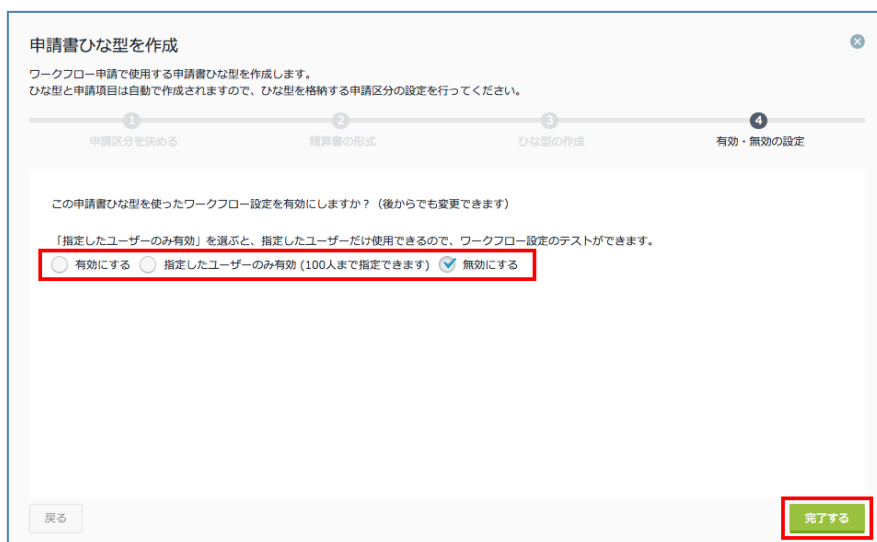 申請書ひな型を作成
ワークフロー申請で使用する申請書ひな型を作成します。
ひな型と申請項目は自動で作成されますので、ひな型を格納する申請区分の設定を行ってください。
1 2 3 4
申請区分を決める 精算書の形式 ひな型の作成 有効・無効の設定
この申請書ひな型を使ったワークフロー設定を有効にしますか？（後からでも変更できます）
「指定したユーザーのみ有効」を選ぶと、指定したユーザーだけ使用できるので、ワークフロー設定のテストができます。
有効にする 指定したユーザーのみ有効 (100人まで指定できます) 無効にする
戻る 完了する